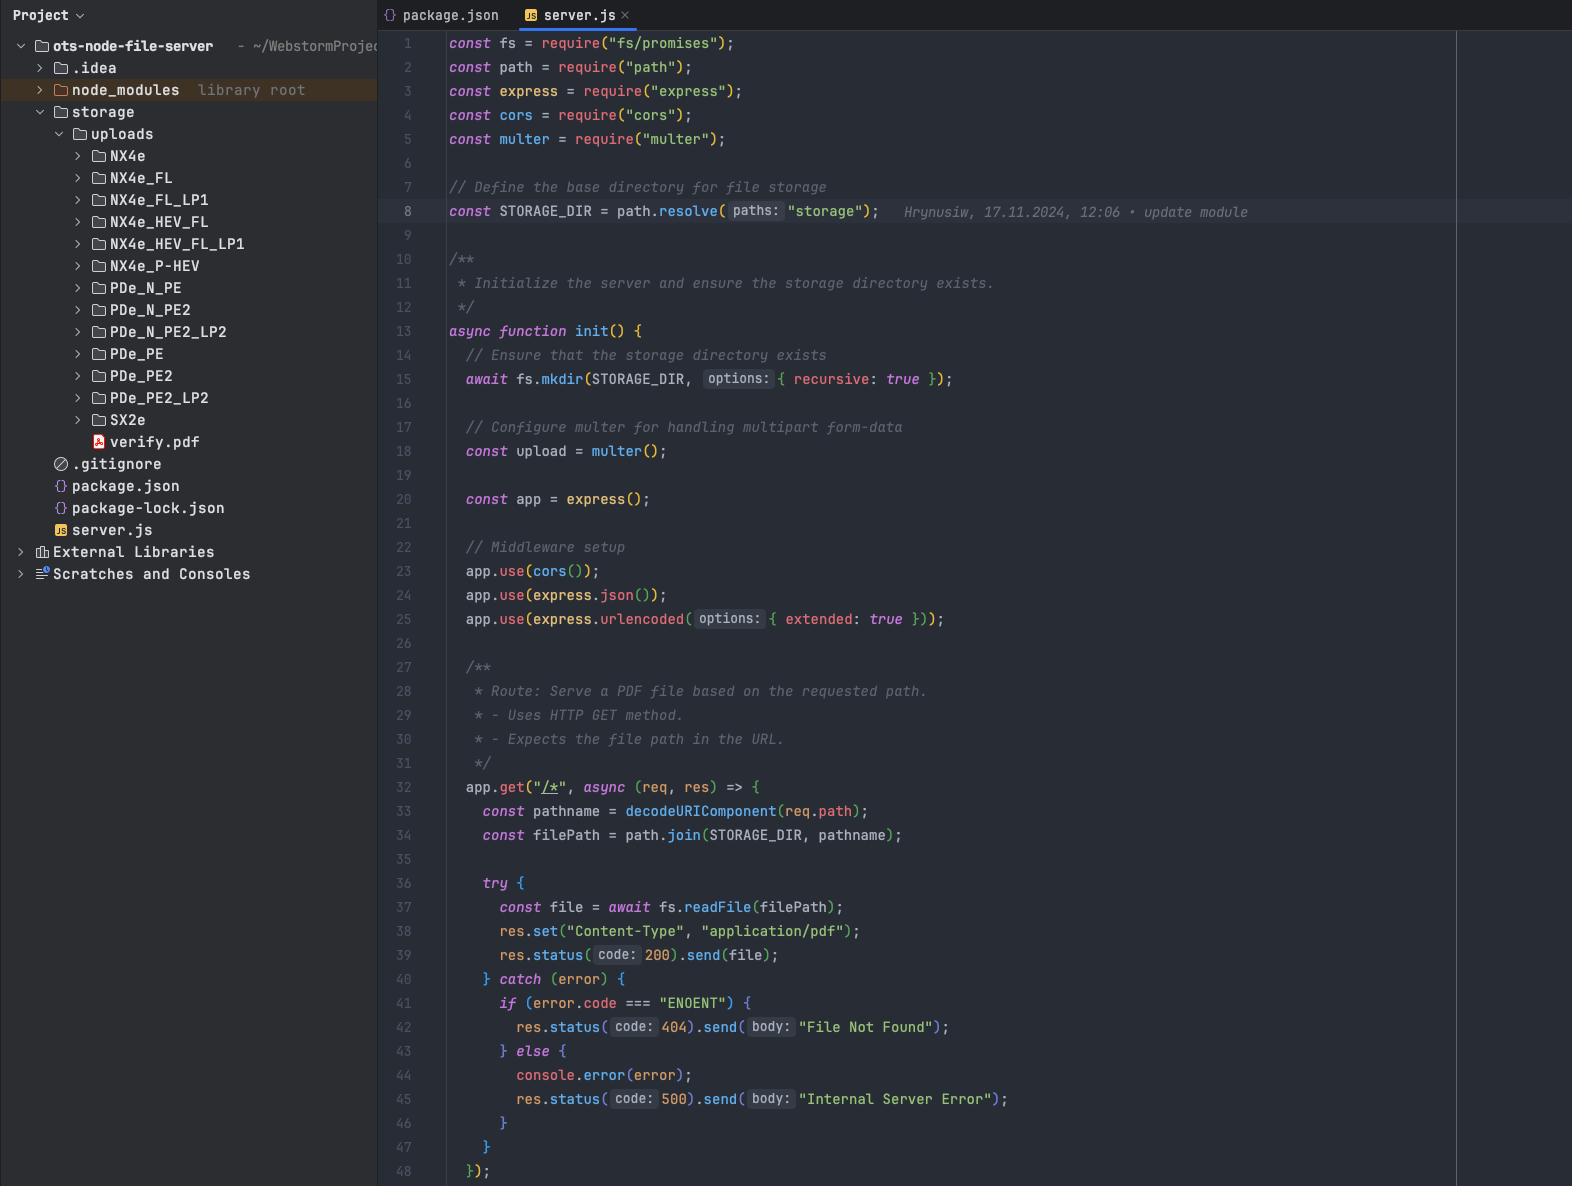 Project
ots-node-file-server - ~/WebstormProjec
.idea
node_modules library root
storage
uploads
NX4e
NX4e_FL
NX4e_FL_LP1
NX4e_HEV_FL
NX4e_HEV_FL_LP1
NX4e_P-HEV
PDe_N_PE
PDe_N_PE2
PDe_N_PE2_LP2
PDe_PE
PDe_PE2
PDe_PE2_LP2
SX2e
verify.pdf
.gitignore
{} package.json
{} package-lock.json
JS server.js
External Libraries
Scratches and Consoles
{} package.json JS server.js ×
1 const fs = require("fs/promises");
2 const path = require("path");
3 const express = require("express");
4 const cors = require("cors");
5 const multer = require("multer");
6
7 // Define the base directory for file storage
8 const STORAGE_DIR = path.resolve( paths: "storage"); Hrynusiw, 17.11.2024, 12:06 • update module
9
10 /**
11  * Initialize the server and ensure the storage directory exists.
12  */
13 async function init() {
14   // Ensure that the storage directory exists
15   await fs.mkdir(STORAGE_DIR, options: { recursive: true });
16
17   // Configure multer for handling multipart form-data
18   const upload = multer();
19
20   const app = express();
21
22   // Middleware setup
23   app.use(cors());
24   app.use(express.json());
25   app.use(express.urlencoded( options: { extended: true }));
26
27   /**
28    * Route: Serve a PDF file based on the requested path.
29    * - Uses HTTP GET method.
30    * - Expects the file path in the URL.
31    */
32   app.get("/*", async (req, res) => {
33     const pathname = decodeURIComponent(req.path);
34     const filePath = path.join(STORAGE_DIR, pathname);
35
36     try {
37       const file = await fs.readFile(filePath);
38       res.set("Content-Type", "application/pdf");
39       res.status( code: 200).send(file);
40     } catch (error) {
41       if (error.code === "ENOENT") {
42         res.status( code: 404).send( body: "File Not Found");
43       } else {
44         console.error(error);
45         res.status( code: 500).send( body: "Internal Server Error");
46       }
47     }
48   });